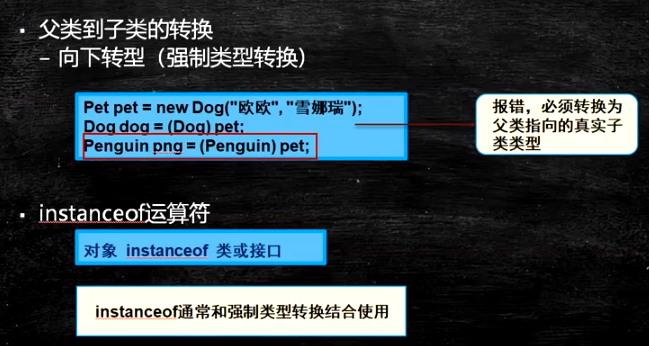 父类到子类的转换
– 向下转型（强制类型转换）
Pet pet = new Dog("欧欧", "雪娜瑞");
Dog dog = (Dog) pet;
Penguin png = (Penguin) pet;
报错，必须转换为
父类指向的真实子
类类型
instanceof运算符
对象 instanceof 类或接口
instanceof通常和强制类型转换结合使用